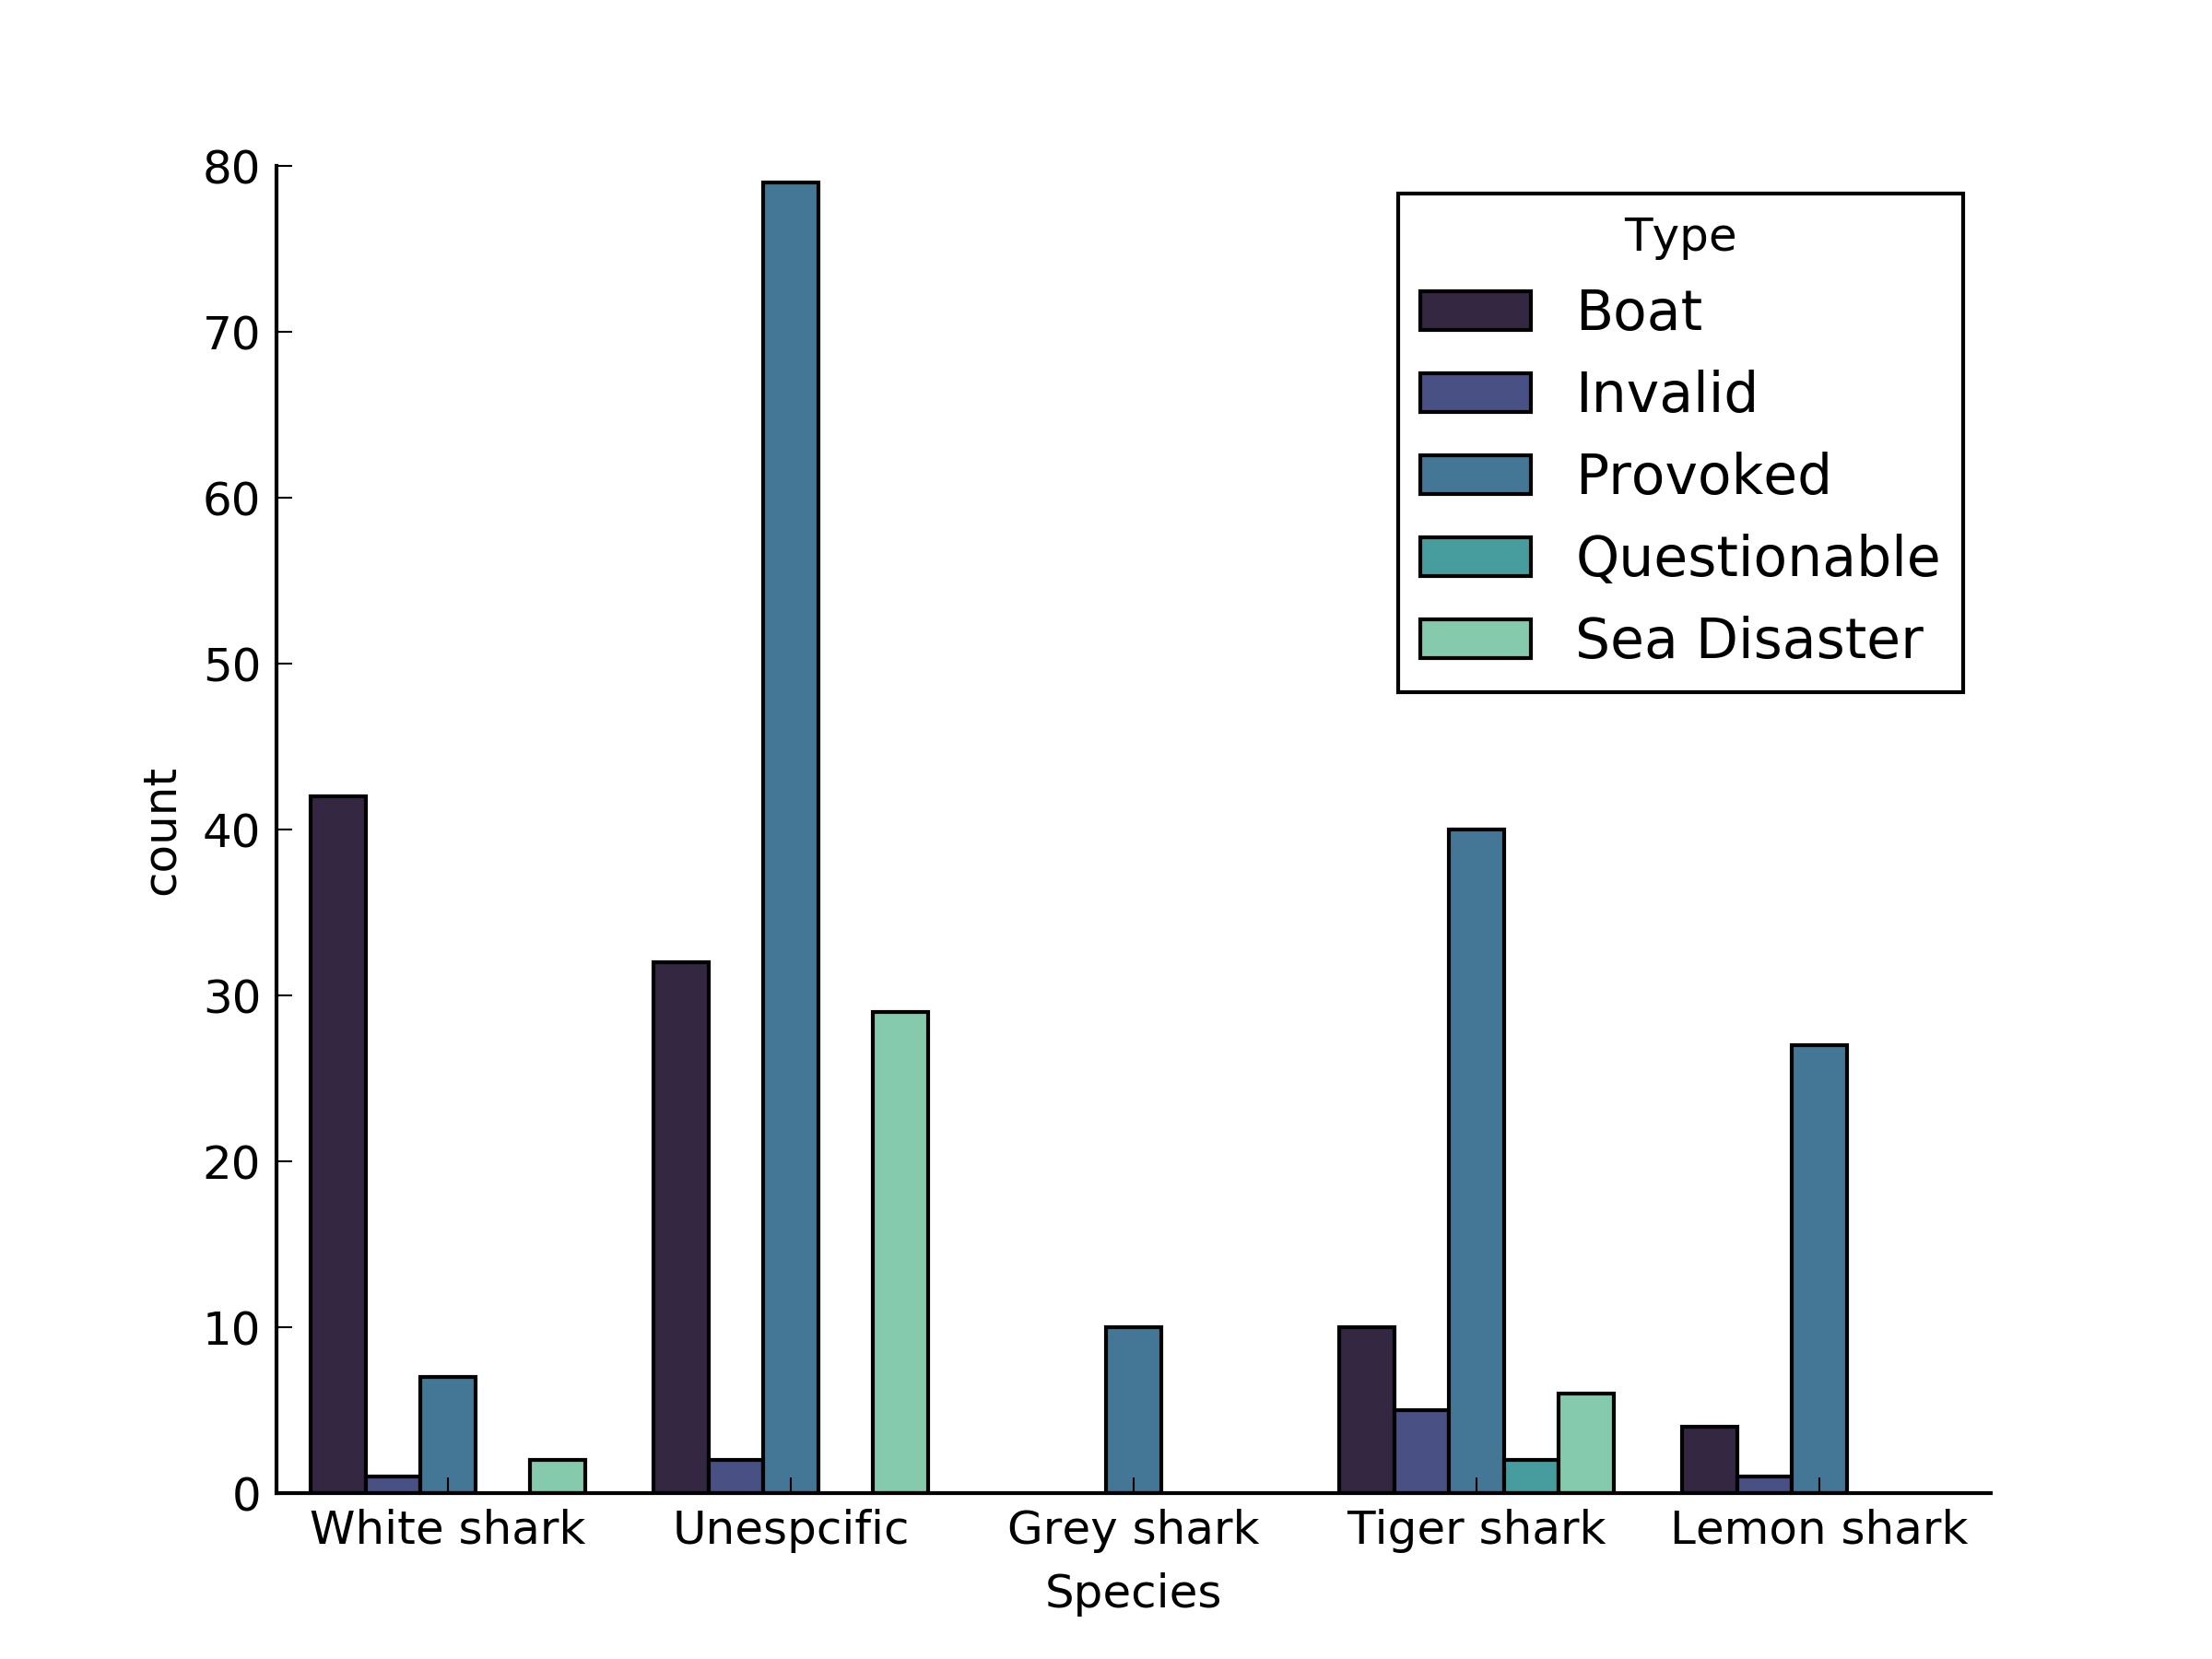 80
70
60
50
40
30
20
10
0
count
Type
Boat
Invalid
Provoked
Questionable
Sea Disaster
White shark
Unespcific
Grey shark
Tiger shark
Lemon shark
Species